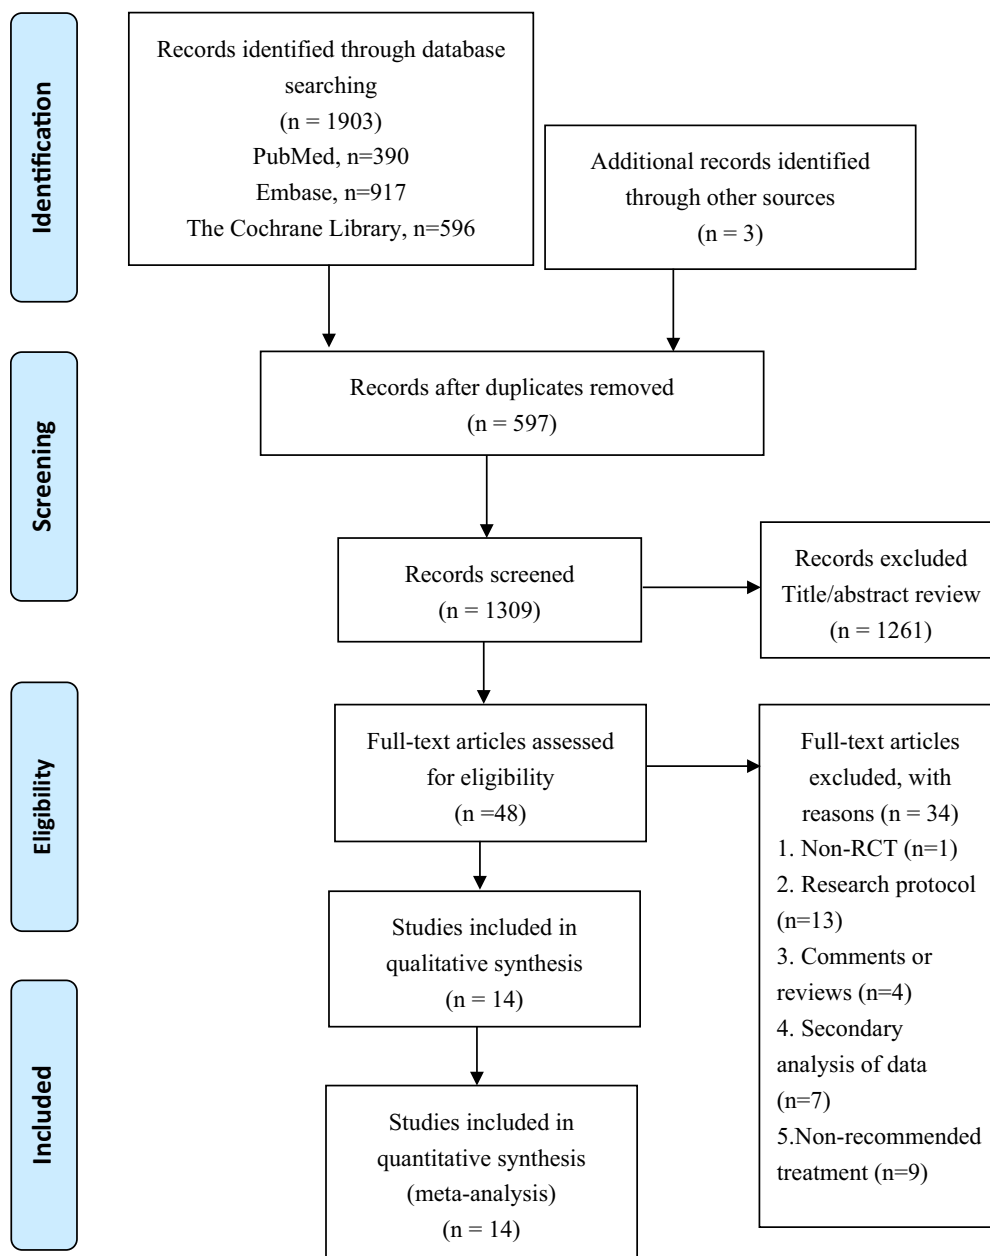 Identification
Records identified through database
searching
(n = 1903)
PubMed, n=390
Embase, n=917
The Cochrane Library, n=596
Additional records identified
through other sources
(n = 3)
Screening
Records after duplicates removed
(n = 597)
Records screened
(n = 1309)
Records excluded
Title/abstract review
(n = 1261)
Eligibility
Full-text articles assessed
for eligibility
(n =48)
Full-text articles
excluded, with
reasons (n = 34)
1. Non-RCT (n=1)
2. Research protocol
(n=13)
3. Comments or
reviews (n=4)
4. Secondary
analysis of data
(n=7)
5.Non-recommended
treatment (n=9)
Studies included in
qualitative synthesis
(n = 14)
Included
Studies included in
quantitative synthesis
(meta-analysis)
(n = 14)